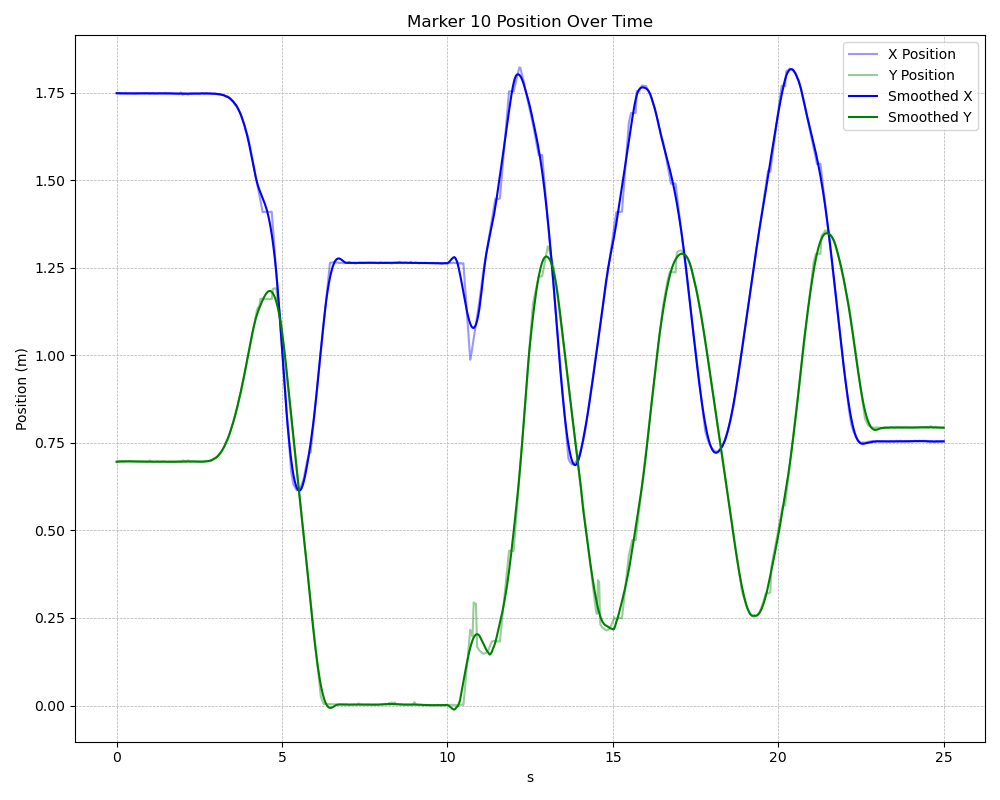 Marker 10 Position Over Time
X Position
Y Position
Smoothed X
Smoothed Y
Position (m)
1.75
1.50
1.25
1.00
0.75
0.50
0.25
0.00
0 5 10 15 20 25
s